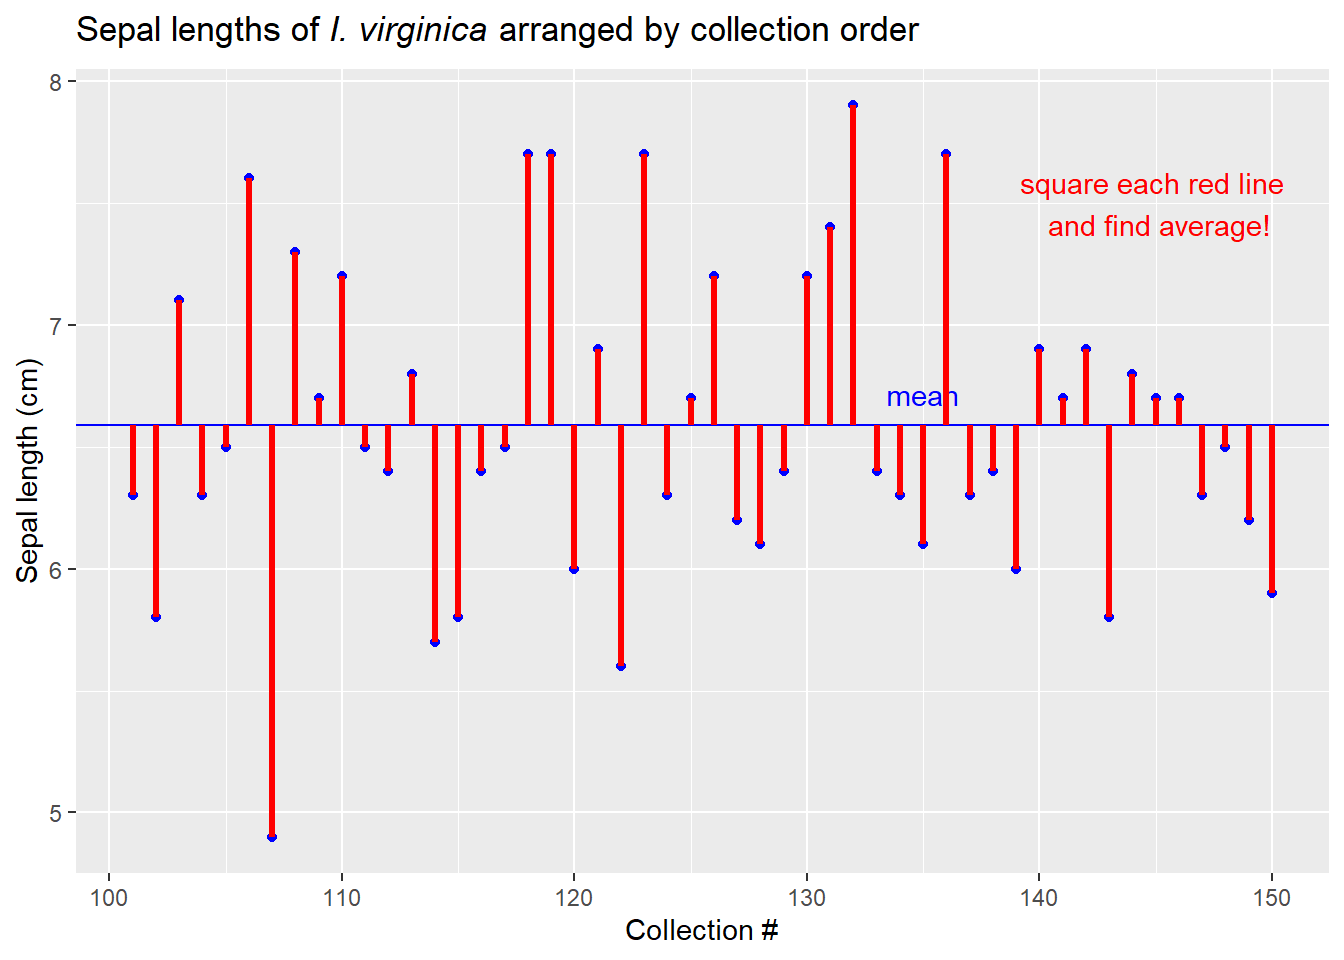 Sepal lengths of I. virginica arranged by collection order
8
square each red line
and find average!
7
mean
Sepal length (cm)
6
5
100 110 120 130 140 150
Collection #